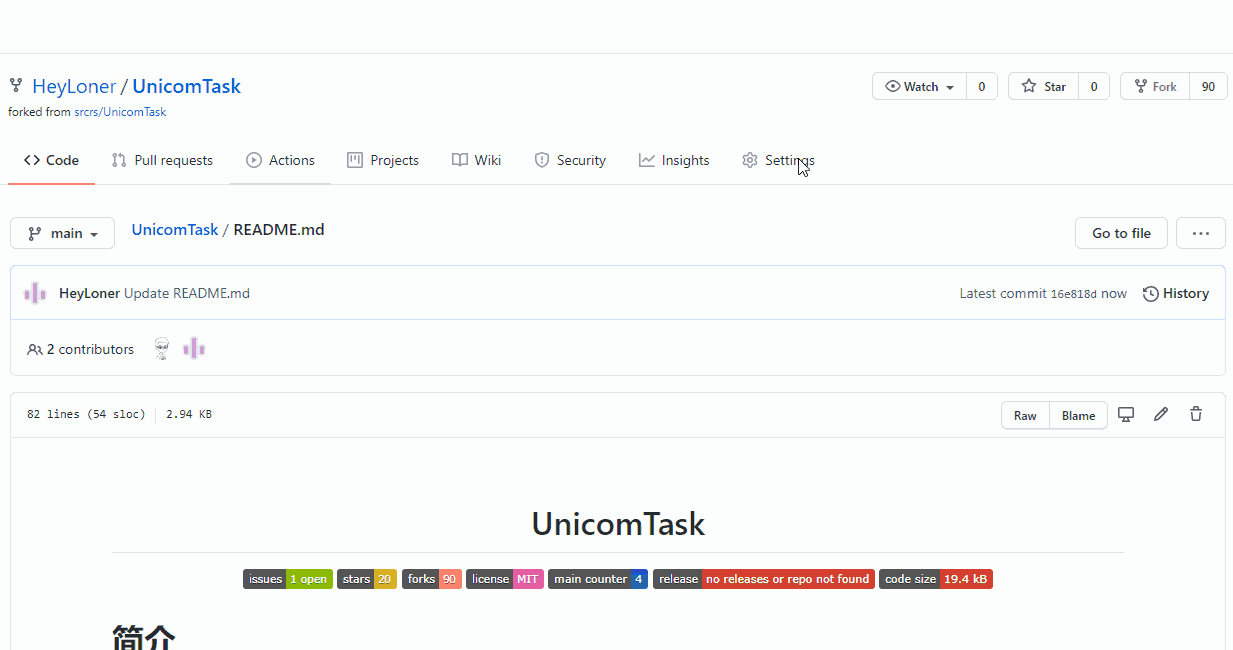 HeyLoner / UnicomTask
Watch 0 Star 0 Fork 90
forked from srcrs/UnicomTask
Code Pull requests Actions Projects Wiki Security Insights Settings
main UnicomTask / README.md Go to file ...
HeyLoner Update README.md Latest commit 16e818d now History
2 contributors
82 lines (54 sloc) 2.94 KB Raw Blame
UnicomTask
issues 1 open stars 20 forks 90 license MIT main counter 4 release no releases or repo not found code size 19.4 kB
简介